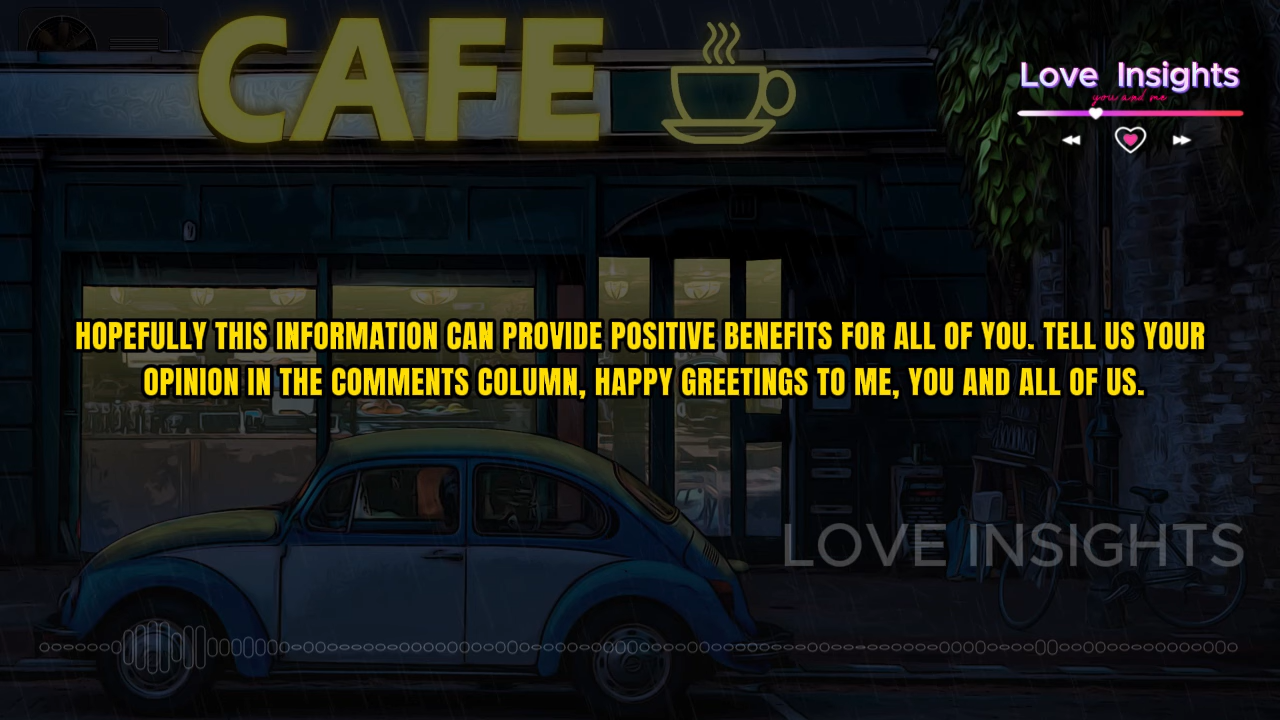 CAFE
Love Insights
you and me
HOPEFULLY THIS INFORMATION CAN PROVIDE POSITIVE BENEFITS FOR ALL OF YOU. TELL US YOUR
OPINION IN THE COMMENTS COLUMN, HAPPY GREETINGS TO ME, YOU AND ALL OF US.
LOVE INSIGHTS